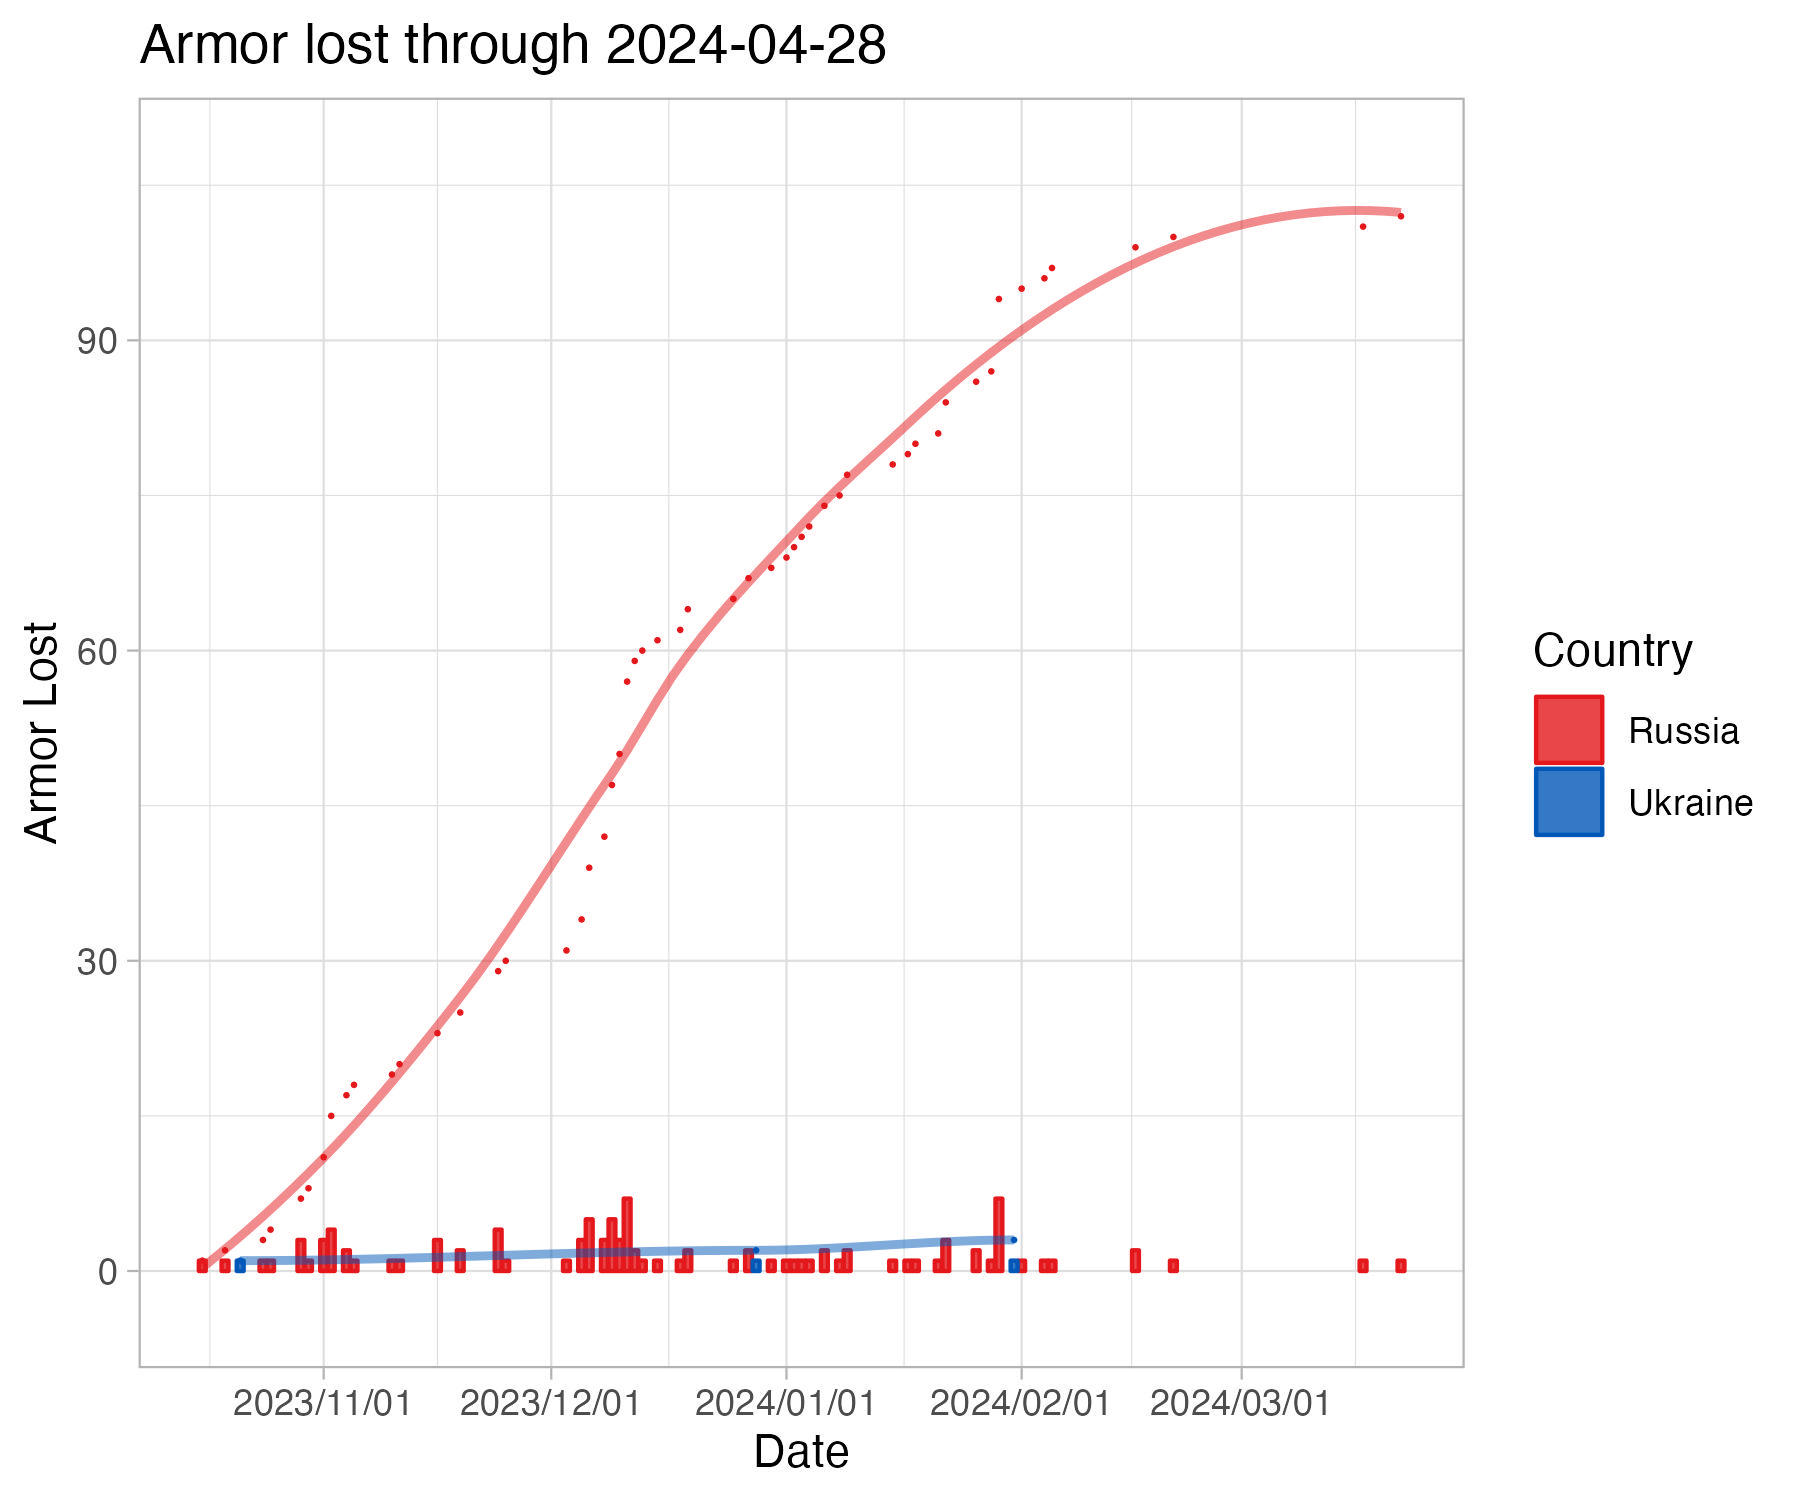 Armor lost through 2024-04-28
Armor Lost
90
60
30
0
2023/11/01
2023/12/01
2024/01/01
2024/02/01
2024/03/01
Date
Country
Russia
Ukraine